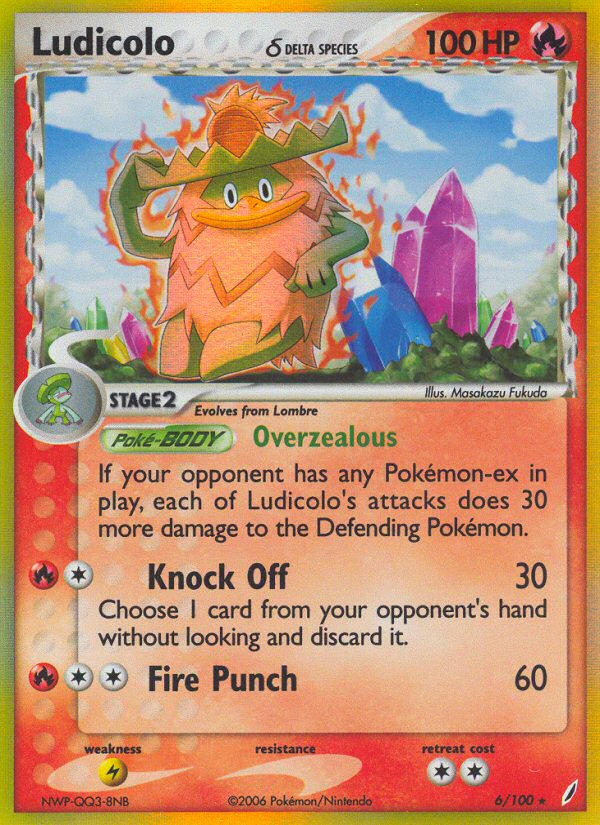 Ludicolo δ DELTA SPECIES 100 HP
Illus. Masakazu Fukuda
STAGE 2
Evolves from Lombre
Poké-BODY Overzealous
If your opponent has any Pokémon-ex in
play, each of Ludicolo's attacks does 30
more damage to the Defending Pokémon.
Knock Off 30
Choose 1 card from your opponent's hand
without looking and discard it.
Fire Punch 60
weakness resistance retreat cost
NWP-QQ3-8NB ©2006 Pokémon/Nintendo 6/100 ★